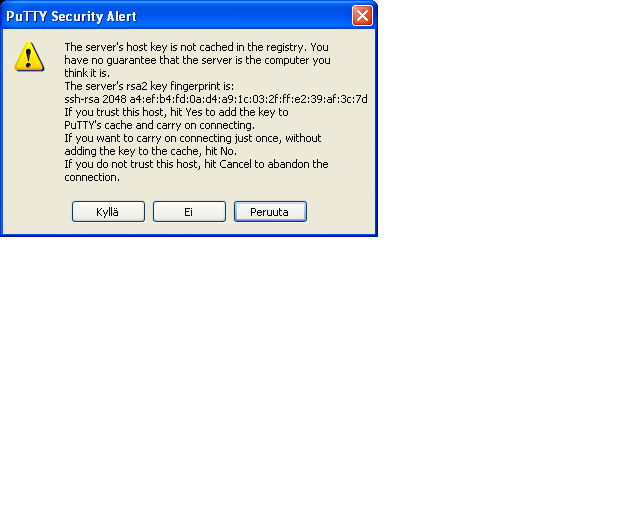 PuTTY Security Alert
The server's host key is not cached in the registry. You
have no guarantee that the server is the computer you
think it is.
The server's rsa2 key fingerprint is:
ssh-rsa 2048 a4:ef:b4:fd:0a:d4:a9:1c:03:2f:ff:e2:39:af:3c:7d
If you trust this host, hit Yes to add the key to
PuTTY's cache and carry on connecting.
If you want to carry on connecting just once, without
adding the key to the cache, hit No.
If you do not trust this host, hit Cancel to abandon the
connection.
Kyllä Ei Peruuta